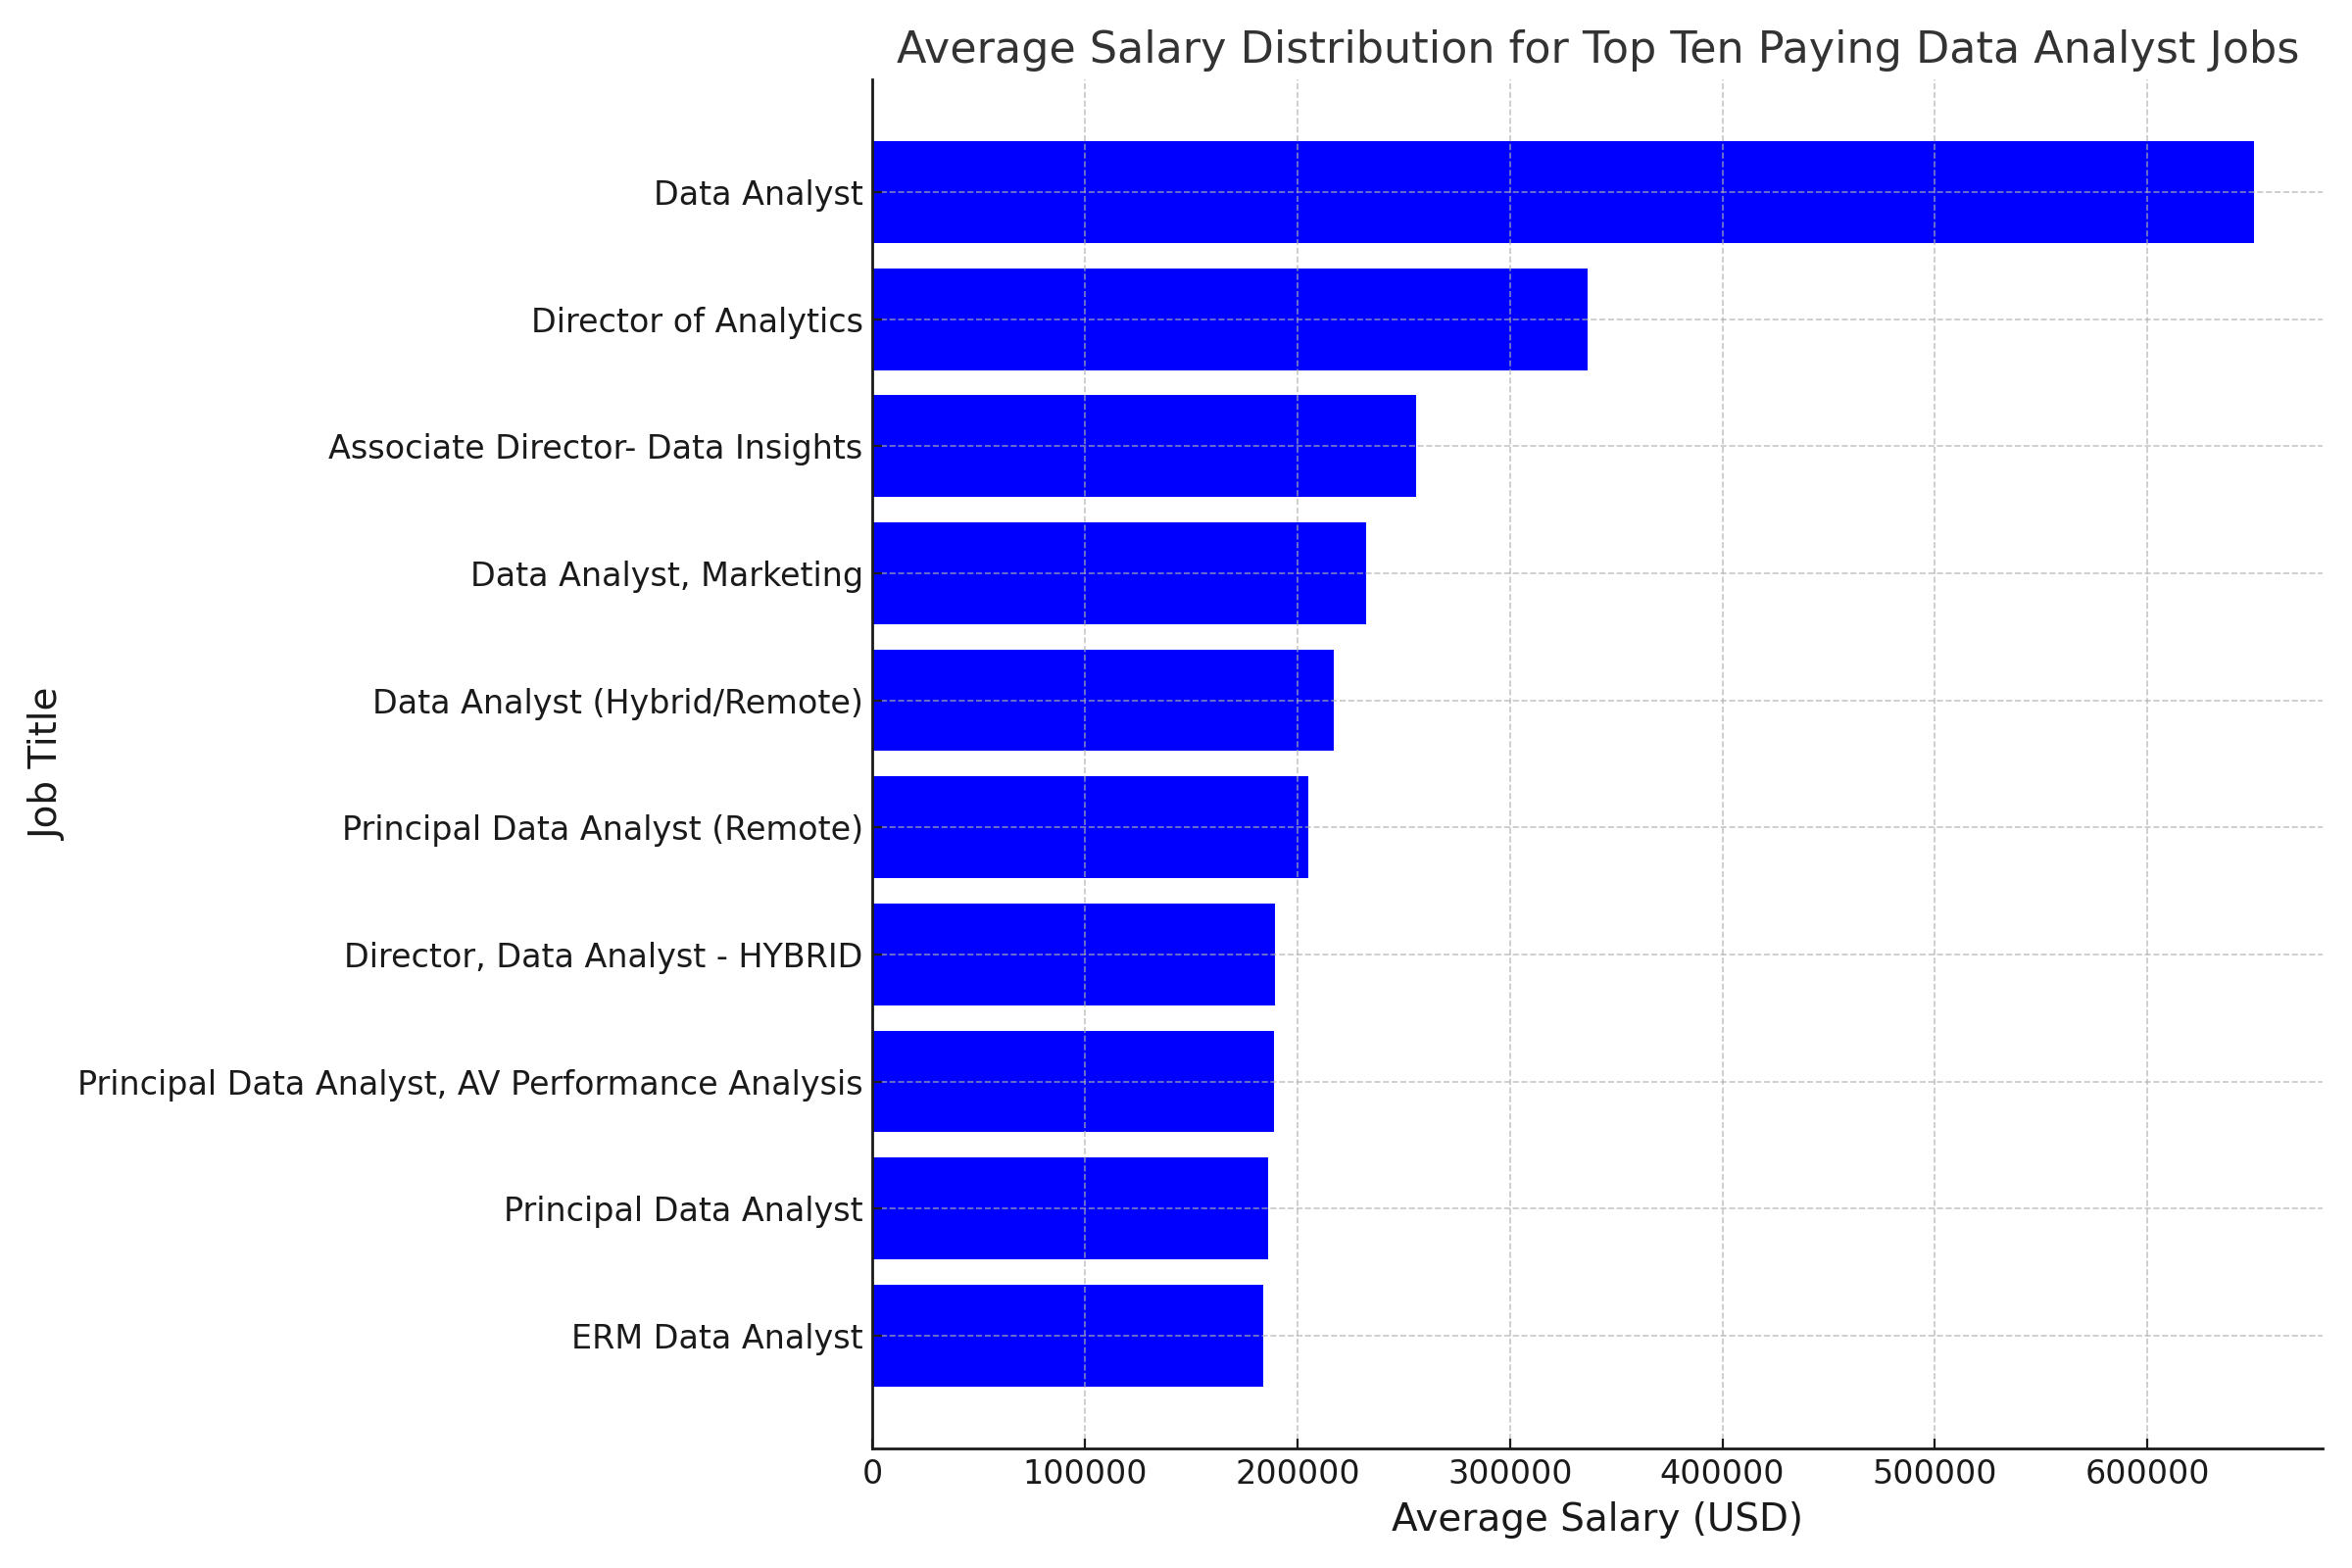 Average Salary Distribution for Top Ten Paying Data Analyst Jobs
Job Title
Data Analyst
Director of Analytics
Associate Director- Data Insights
Data Analyst, Marketing
Data Analyst (Hybrid/Remote)
Principal Data Analyst (Remote)
Director, Data Analyst - HYBRID
Principal Data Analyst, AV Performance Analysis
Principal Data Analyst
ERM Data Analyst
0 100000 200000 300000 400000 500000 600000
Average Salary (USD)